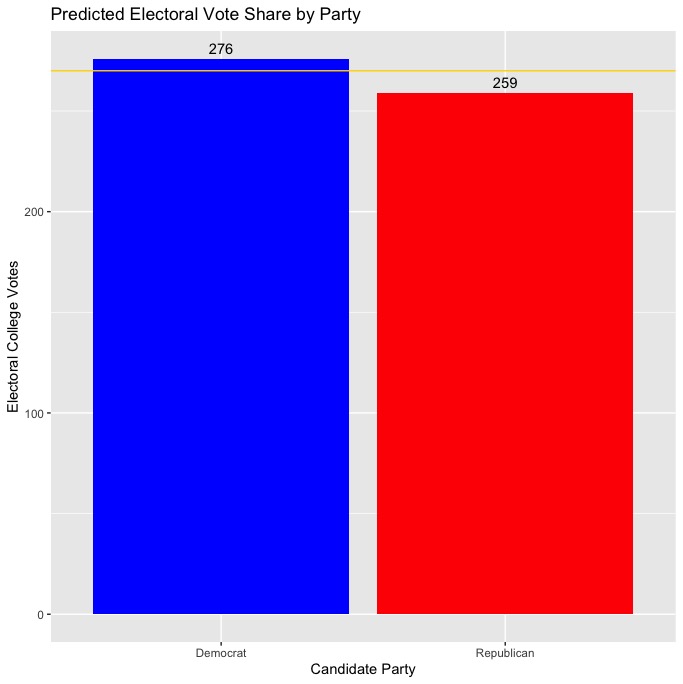 Predicted Electoral Vote Share by Party
276
259
200
100
0
Electoral College Votes
Democrat
Republican
Candidate Party